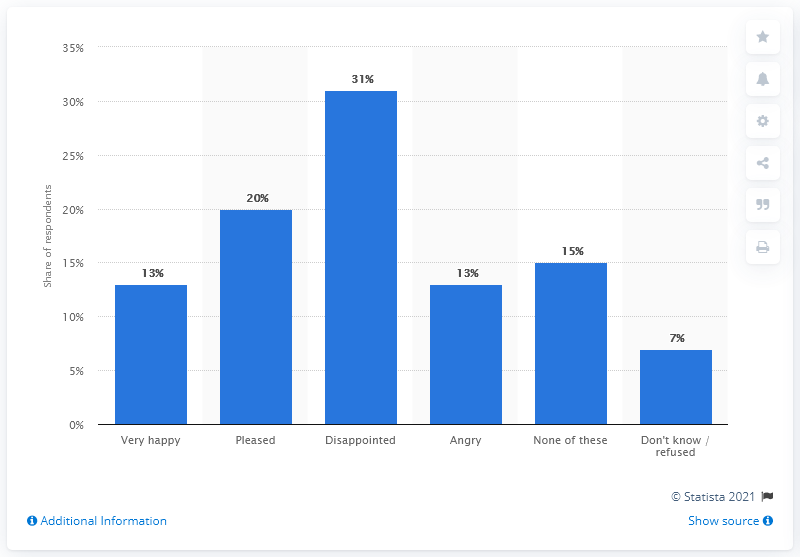 35%
30%
25%
20%
15%
10%
5%
0%
Share of respondents
13%
20%
31%
13%
15%
7%
Very happy
Pleased
Disappointed
Angry
None of these
Don't know /
refused
© Statista 2021
Additional Information
Show source